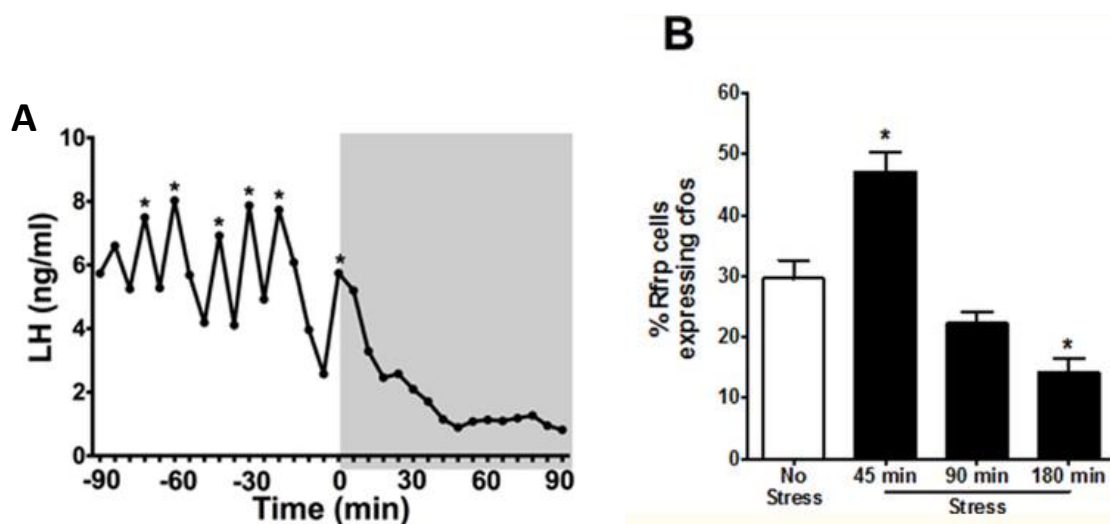 A
LH (ng/ml)
10
8
6
4
2
0
* * * * * *
-90 -60 -30 0 30 60 90
Time (min)
B
%Rfrp cells
expressing cfos
60
50
40
30
20
10
0
* *
No
Stress
45 min 90 min 180 min
Stress